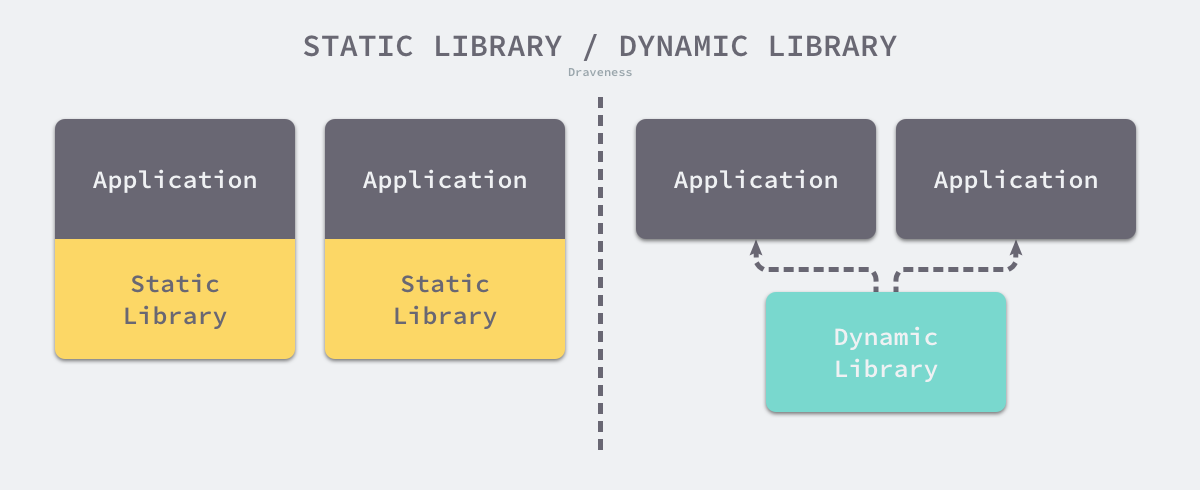 STATIC LIBRARY / DYNAMIC LIBRARY
Draveness
Application
Static
Library
Application
Static
Library
Application
Application
Dynamic
Library